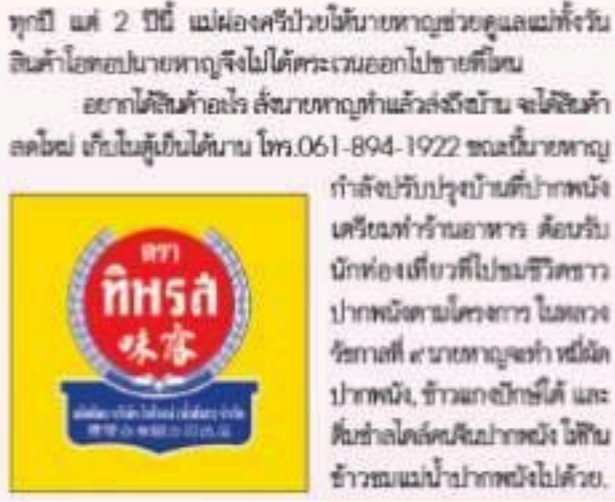 ทุกปี แต่ 2 ปีนี้ แม่ผ่องศรีป่วยให้นายหาญช่วยดูแลแม่ทั้งวัน
สินค้าโอทอปนายหาญจึงไม่ได้ตระเวนออกไปขายที่ไหน
อยากได้สินค้าอะไร สั่งนายหาญทำแล้วส่งถึงบ้าน จะได้สินค้า
สดใหม่ เก็บในตู้เย็นได้นาน โทร.061-894-1922 ขณะนี้นายหาญ
กำลังปรับปรุงบ้านที่ปากพนัง
เตรียมทำร้านอาหาร ต้อนรับ
นักท่องเที่ยวที่ไปชมชีวิตชาว
ปากพนังตามโครงการ ในหลวง
รัชกาลที่ ๙ นายหาญจะทำ หมี่ผัด
ปากพนัง, ข้าวแกงปักษ์ใต้ และ
ติ่มซำสไตล์คนจีนปากพนัง ให้กิน
ข้าวชมแม่น้ำปากพนังไปด้วย.
ตรา
ทิพรส
味露